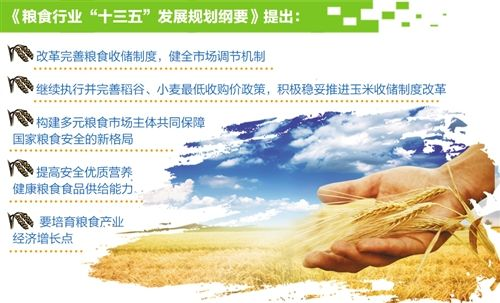 《粮食行业“十三五”发展规划纲要》提出：
改革完善粮食收储制度，健全市场调节机制
继续执行并完善稻谷、小麦最低收购价政策，积极稳妥推进玉米收储制度改革
构建多元粮食市场主体共同保障
国家粮食安全的新格局
提高安全优质营养
健康粮食食品供给能力
要培育粮食产业
经济增长点